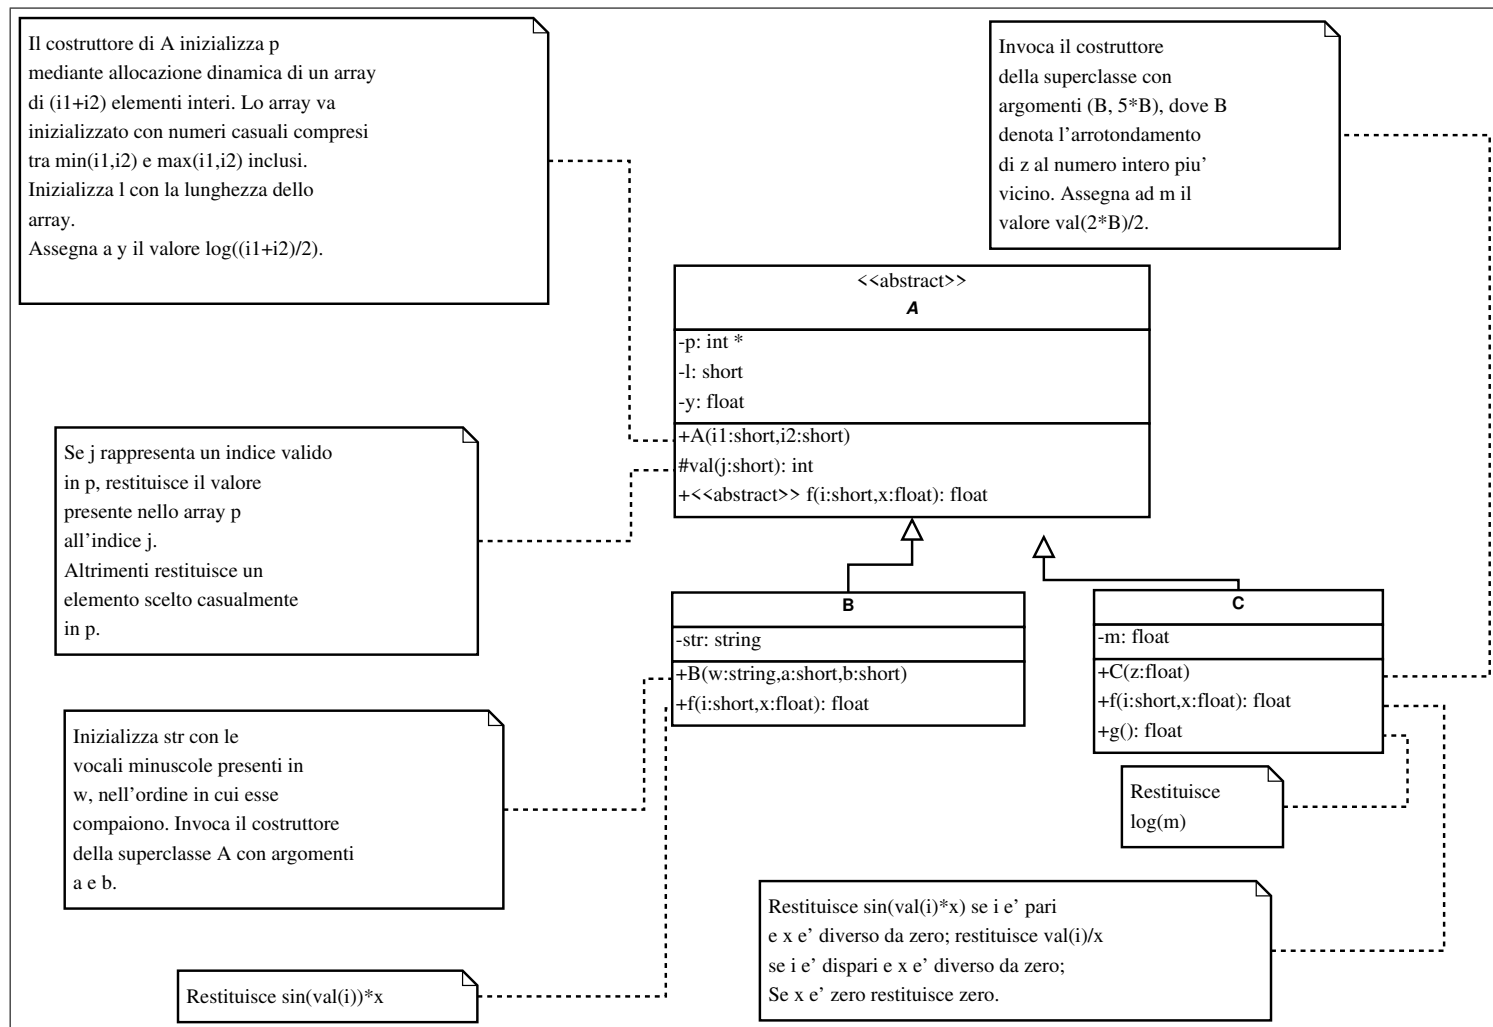 Il costruttore di A inizializza p
mediante allocazione dinamica di un array
di (i1+i2) elementi interi. Lo array va
inizializzato con numeri casuali compresi
tra min(i1,i2) e max(i1,i2) inclusi.
Inizializza l con la lunghezza dello
array.
Assegna a y il valore log((i1+i2)/2).
Invoca il costruttore
della superclasse con
argomenti (B, 5*B), dove B
denota l'arrotondamento
di z al numero intero piu'
vicino. Assegna ad m il
valore val(2*B)/2.
<<abstract>>
A
-p: int *
-l: short
-y: float
+A(i1:short,i2:short)
#val(j:short): int
+<<abstract>> f(i:short,x:float): float
Se j rappresenta un indice valido
in p, restituisce il valore
presente nello array p
all'indice j.
Altrimenti restituisce un
elemento scelto casualmente
in p.
B
-str: string
+B(w:string,a:short,b:short)
+f(i:short,x:float): float
C
-m: float
+C(z:float)
+f(i:short,x:float): float
+g(): float
Inizializza str con le
vocali minuscole presenti in
w, nell'ordine in cui esse
compaiono. Invoca il costruttore
della superclasse A con argomenti
a e b.
Restituisce
log(m)
Restituisce sin(val(i)*x) se i e' pari
e x e' diverso da zero; restituisce val(i)/x
se i e' dispari e x e' diverso da zero;
Se x e' zero restituisce zero.
Restituisce sin(val(i))*x